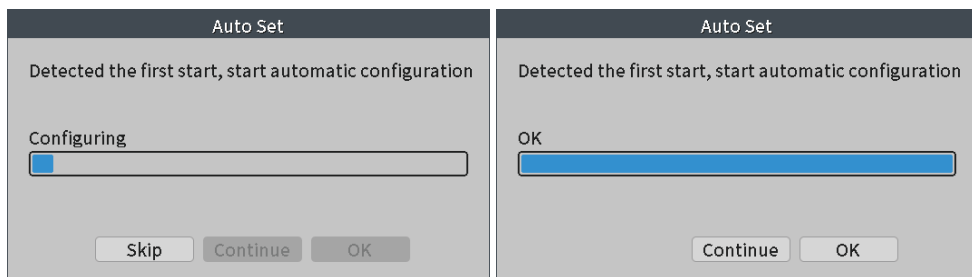 Auto Set
Detected the first start, start automatic configuration
Configuring
Skip Continue OK
Auto Set
Detected the first start, start automatic configuration
OK
Continue OK